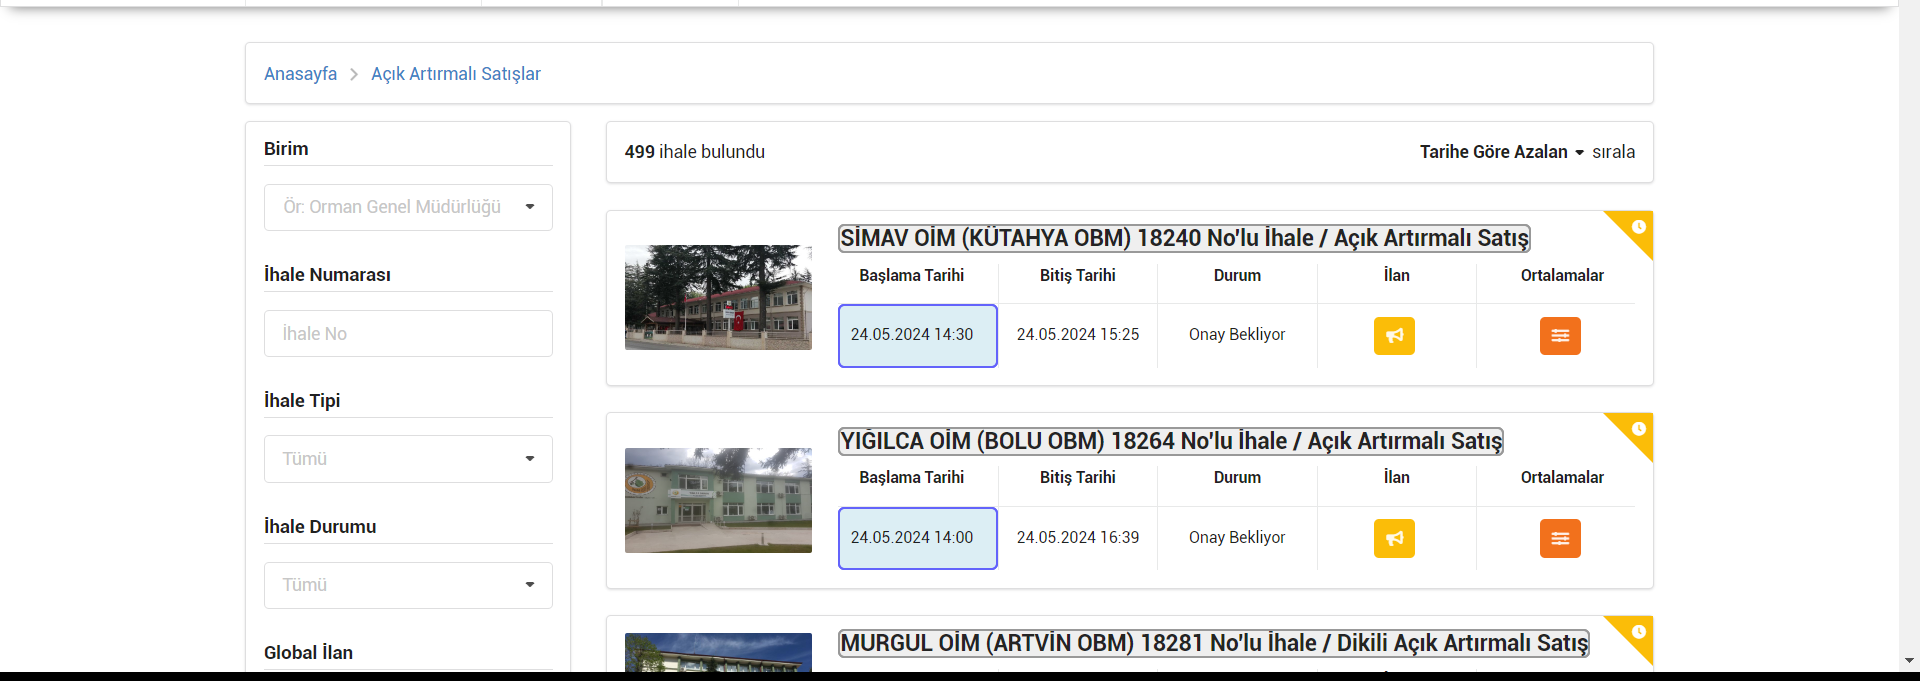 Anasayfa > Açık Artırmalı Satışlar
Birim
Ör: Orman Genel Müdürlüğü
İhale Numarası
İhale No
İhale Tipi
Tümü
İhale Durumu
Tümü
Global İlan
499 ihale bulundu
Tarihe Göre Azalan sırala
SİMAV OİM (KÜTAHYA OBM) 18240 No'lu İhale / Açık Artırmalı Satış
Başlama Tarihi Bitiş Tarihi Durum İlan Ortalamalar
24.05.2024 14:30 24.05.2024 15:25 Onay Bekliyor
YIĞILCA OİM (BOLU OBM) 18264 No'lu İhale / Açık Artırmalı Satış
Başlama Tarihi Bitiş Tarihi Durum İlan Ortalamalar
24.05.2024 14:00 24.05.2024 16:39 Onay Bekliyor
MURGUL OİM (ARTVİN OBM) 18281 No'lu İhale / Dikili Açık Artırmalı Satış